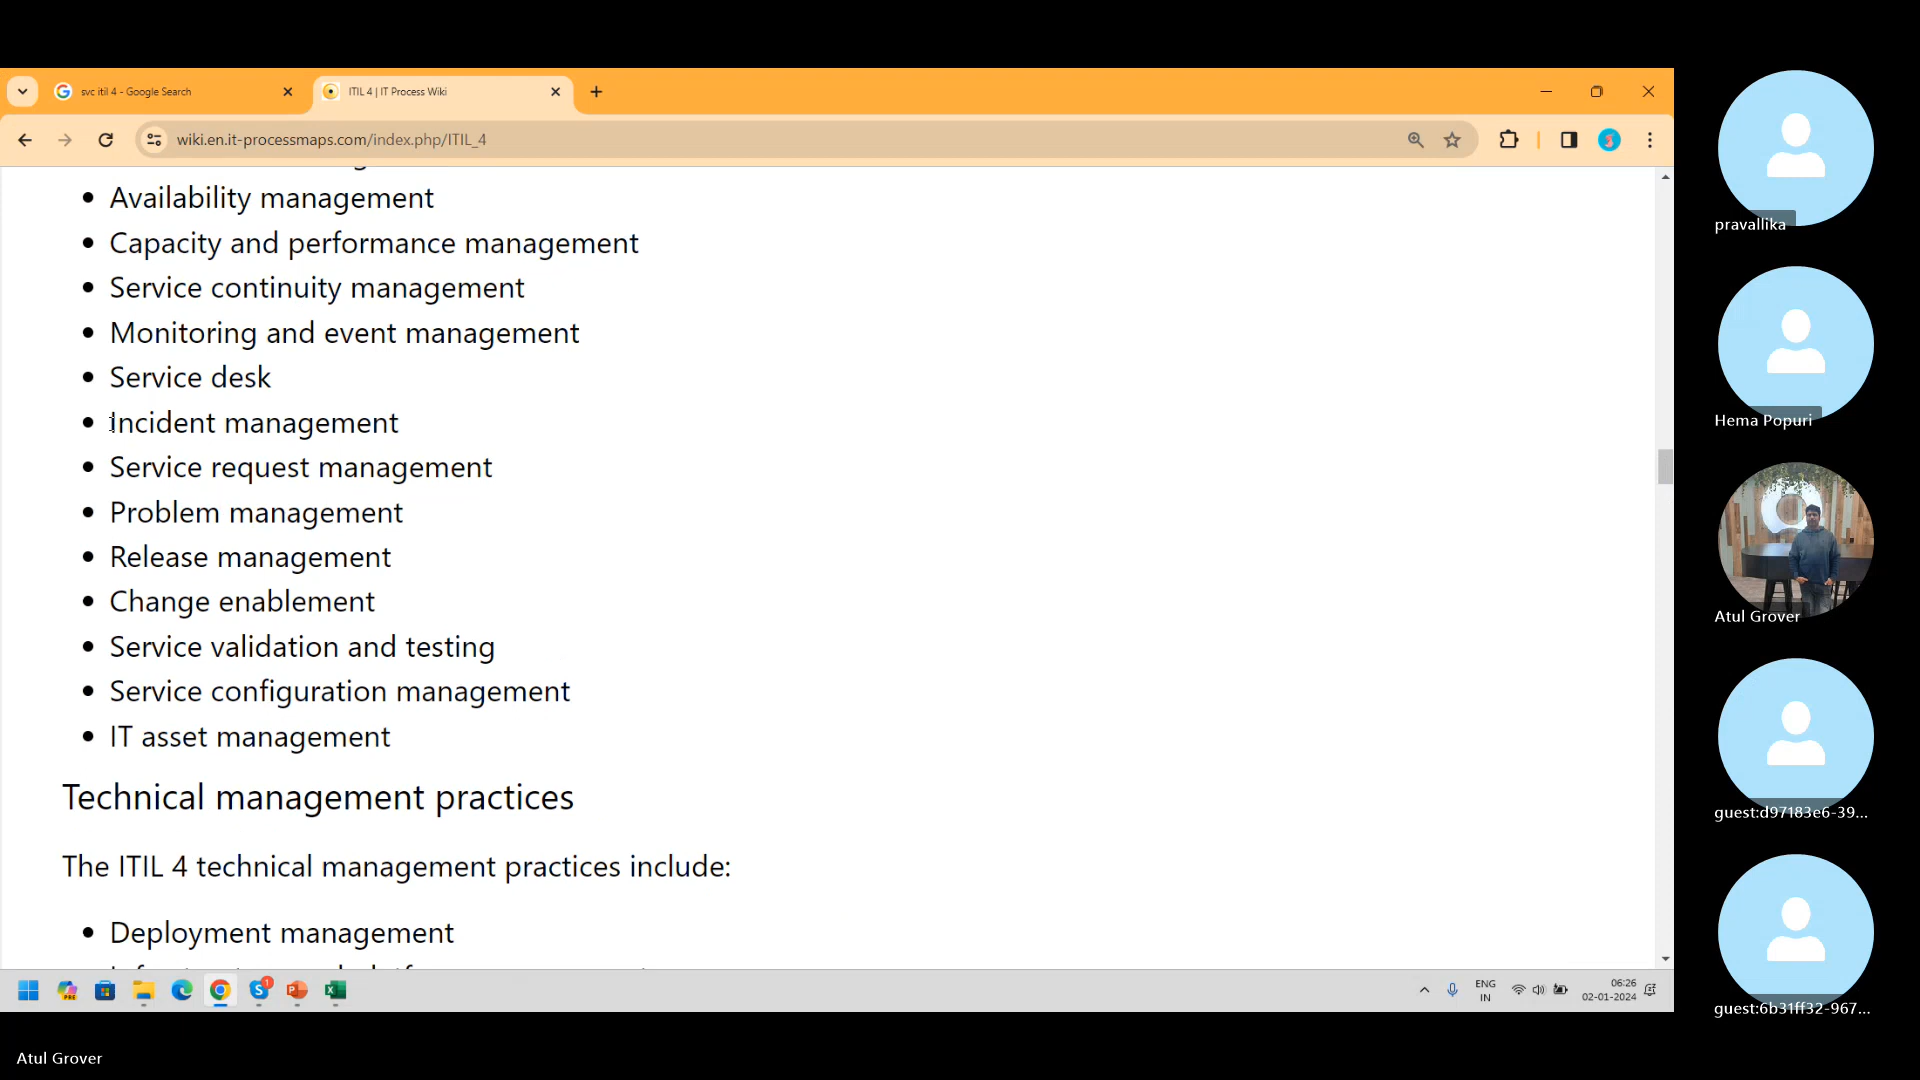 svc itil 4 - Google Search
ITIL 4 | IT Process Wiki
wiki.en.it-processmaps.com/index.php/ITIL_4
• Availability management
• Capacity and performance management
• Service continuity management
• Monitoring and event management
• Service desk
• Incident management
• Service request management
• Problem management
• Release management
• Change enablement
• Service validation and testing
• Service configuration management
• IT asset management
Technical management practices
The ITIL 4 technical management practices include:
• Deployment management
ENG
IN
06:26
02-01-2024
pravallika
Hema Popuri
Atul Grover
guest:d97183e6-39...
guest:6b31ff32-967...
Atul Grover